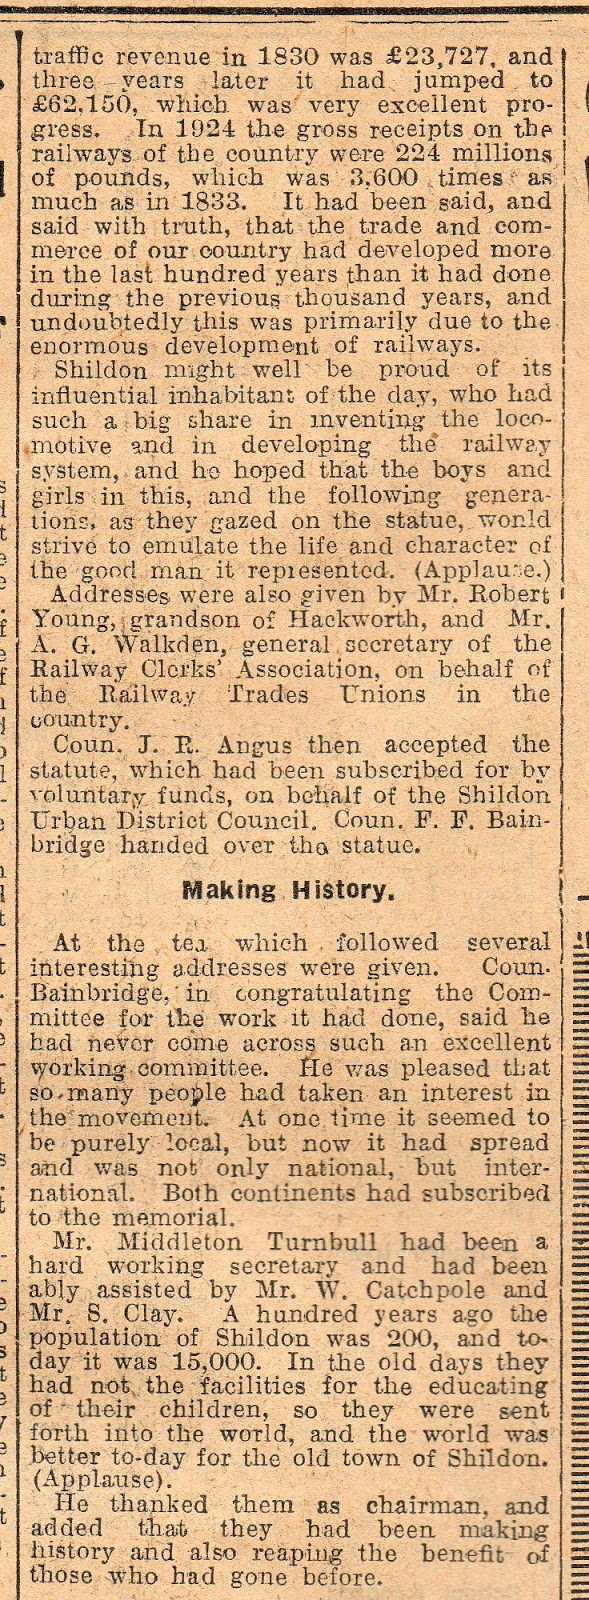 traffic revenue in 1830 was £23,727, and
three years later it had jumped to
£62,150, which was very excellent pro-
gress. In 1924 the gross receipts on the
railways of the country were 224 millions
of pounds, which was 3,600 times as
much as in 1833. It had been said, and
said with truth, that the trade and com-
merce of our country had developed more
in the last hundred years than it had done
during the previous thousand years, and
undoubtedly this was primarily due to the
enormous development of railways.
Shildon might well be proud of its
influential inhabitant of the day, who had
such a big share in inventing the loco-
motive and in developing the railway
system, and he hoped that the boys and
girls in this, and the following genera-
tions, as they gazed on the statue, would
strive to emulate the life and character of
the good man it represented. (Applause.)
Addresses were also given by Mr. Robert
Young, grandson of Hackworth, and Mr.
A. G. Walkden, general secretary of the
Railway Clerks' Association, on behalf of
the Railway Trades Unions in the
country.
Coun. J. R. Angus then accepted the
statute, which had been subscribed for by
voluntary funds, on behalf of the Shildon
Urban District Council. Coun. F. F. Bain-
bridge handed over the statue.
Making History.
At the tea which followed several
interesting addresses were given. Coun.
Bainbridge, in congratulating the Com-
mittee for the work it had done, said he
had never come across such an excellent
working committee. He was pleased that
so many people had taken an interest in
the movement. At one time it seemed to
be purely local, but now it had spread
and was not only national, but inter-
national. Both continents had subscribed
to the memorial.
Mr. Middleton Turnbull had been a
hard working secretary and had been
ably assisted by Mr. W. Catchpole and
Mr. S. Clay. A hundred years ago the
population of Shildon was 200, and to-
day it was 15,000. In the old days they
had not the facilities for the educating
of their children, so they were sent
forth into the world, and the world was
better to-day for the old town of Shildon.
(Applause).
He thanked them as chairman, and
added that they had been making
history and also reaping the benefit of
those who had gone before.